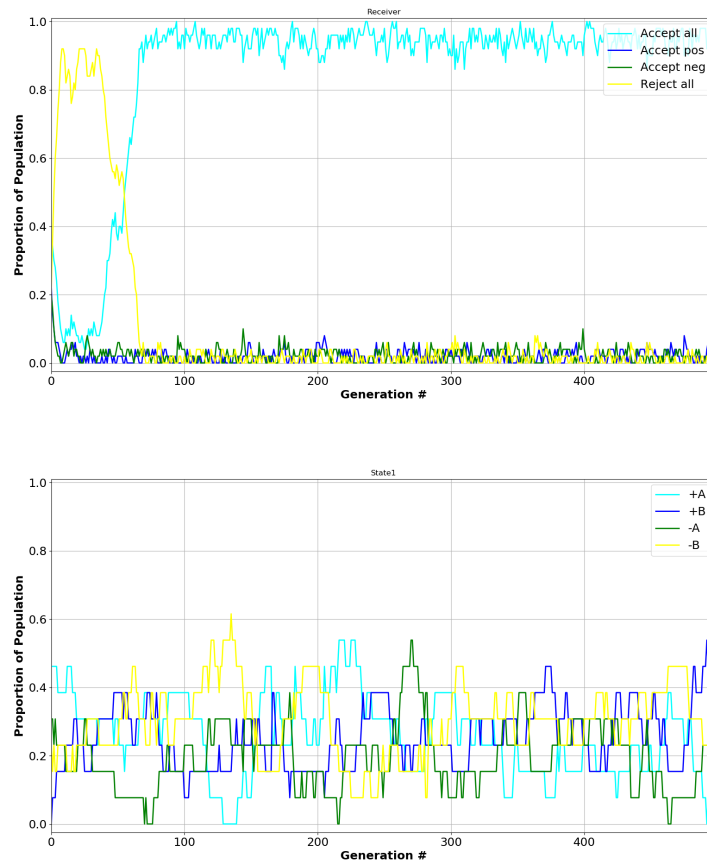 Receiver
1.0
0.8
0.6
0.4
0.2
0.0
Proportion of Population
Accept all
Accept pos
Accept neg
Reject all
0
100
200
300
400
Generation #
State1
1.0
0.8
0.6
0.4
0.2
0.0
Proportion of Population
+A
+B
-A
-B
0
100
200
300
400
Generation #